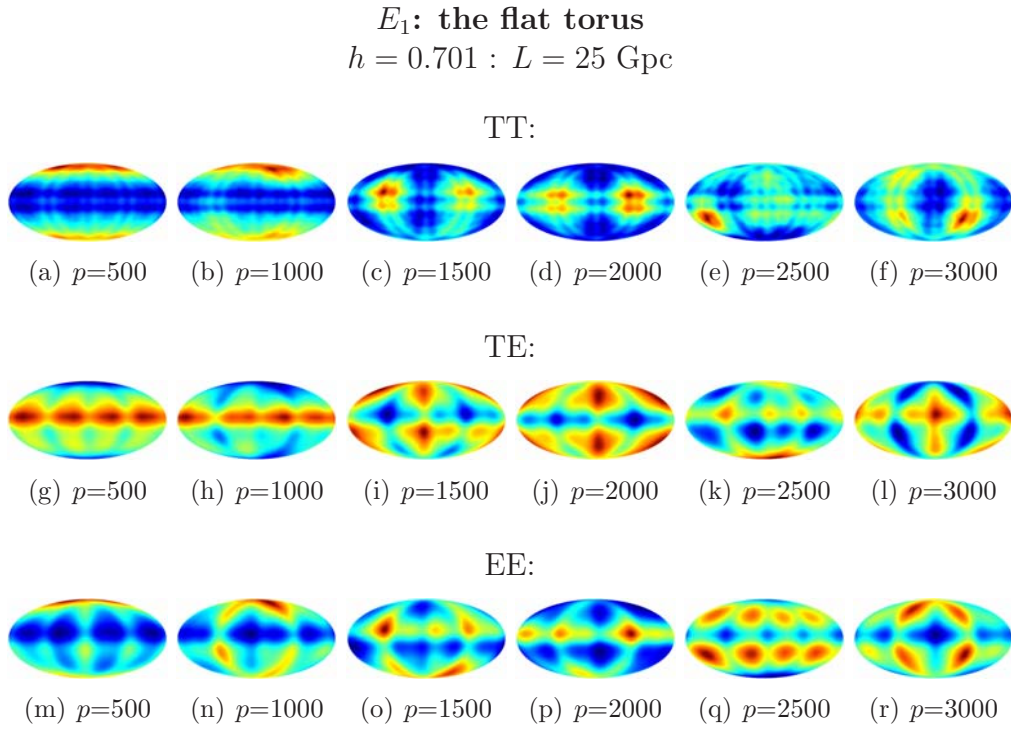 E₁: the flat torus
h = 0.701 : L = 25 Gpc
TT:
(a) p=500 (b) p=1000 (c) p=1500 (d) p=2000 (e) p=2500 (f) p=3000
TE:
(g) p=500 (h) p=1000 (i) p=1500 (j) p=2000 (k) p=2500 (l) p=3000
EE:
(m) p=500 (n) p=1000 (o) p=1500 (p) p=2000 (q) p=2500 (r) p=3000